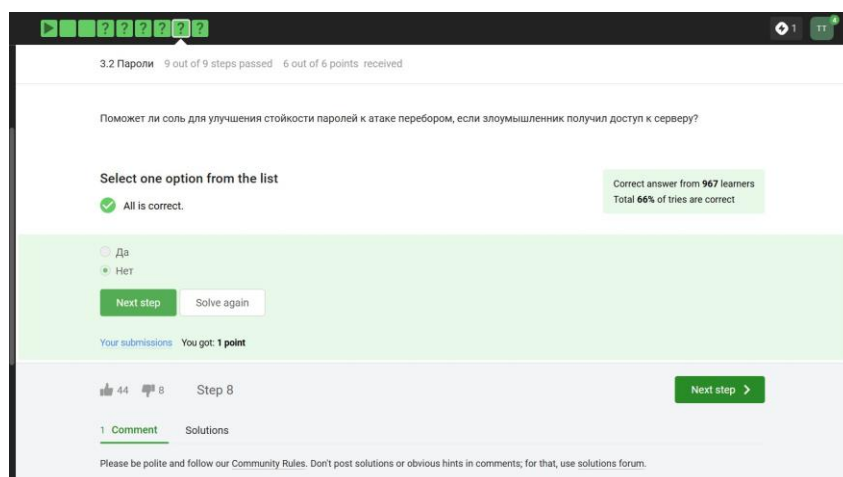 ? ? ? ? ? ?
1 TT 4
3.2 Пароли 9 out of 9 steps passed 6 out of 6 points received
Поможет ли соль для улучшения стойкости паролей к атаке перебором, если злоумышленник получил доступ к серверу?
Select one option from the list
All is correct.
Correct answer from 967 learners
Total 66% of tries are correct
Да
Нет
Next step Solve again
Your submissions You got: 1 point
44 8 Step 8 Next step
1 Comment Solutions
Please be polite and follow our Community Rules. Don't post solutions or obvious hints in comments; for that, use solutions forum.